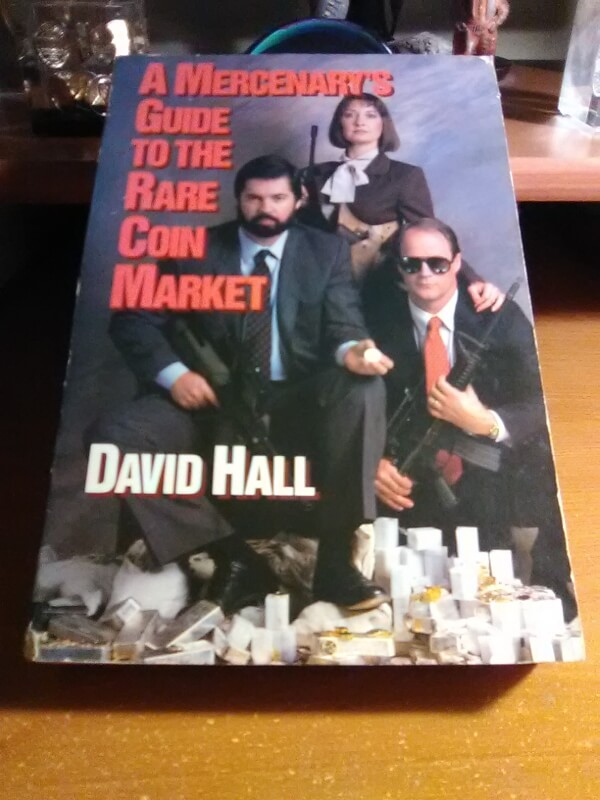 A MERCENARY'S
GUIDE
TO THE
RARE
COIN
MARKET
DAVID HALL